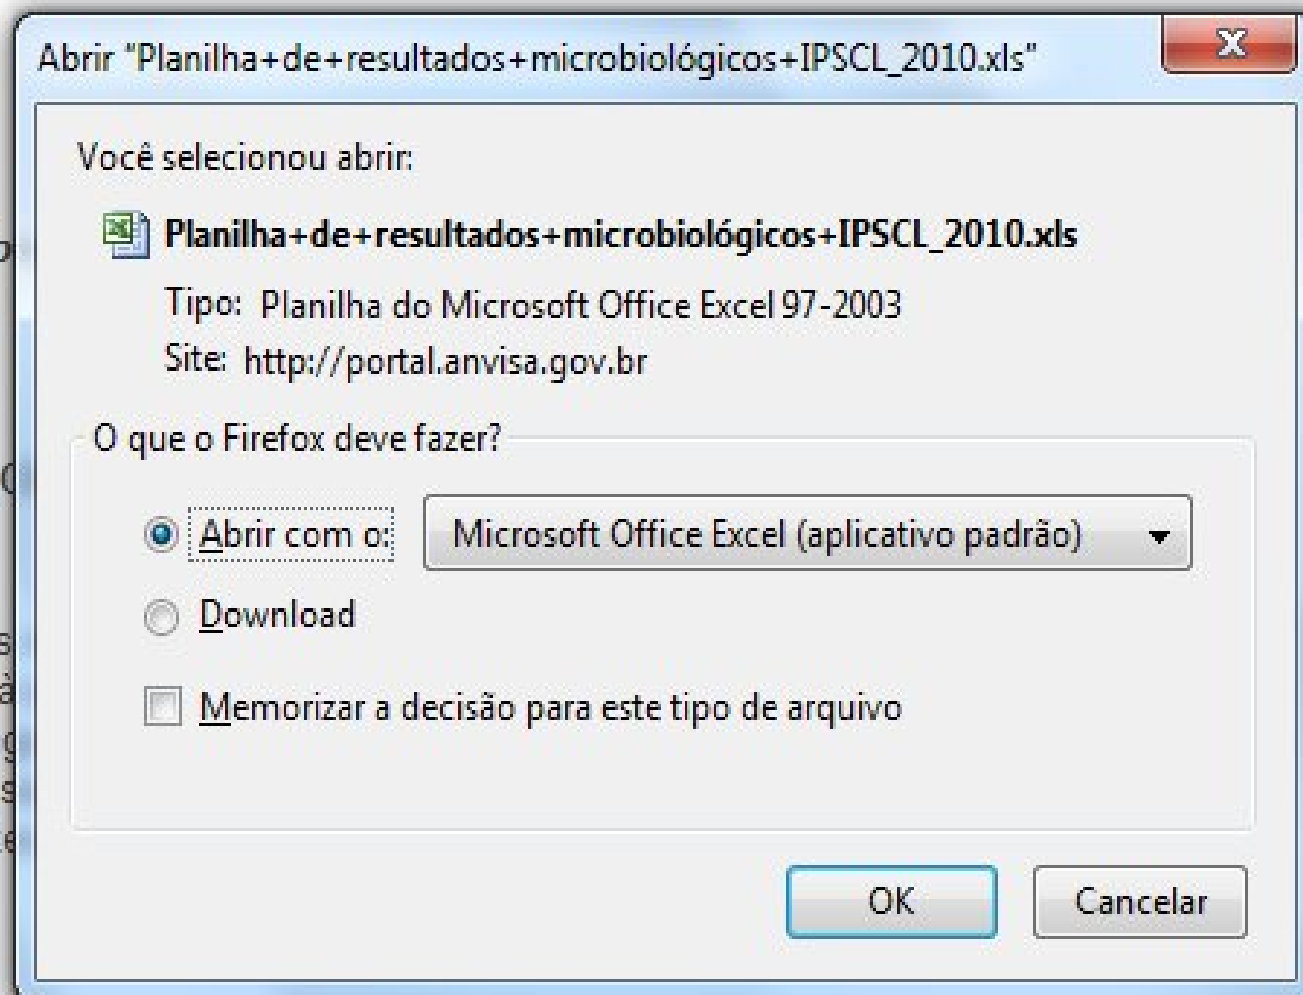 Abrir "Planilha+de+resultados+microbiológicos+IPSCL_2010.xls"
Você selecionou abrir:
Planilha+de+resultados+microbiológicos+IPSCL_2010.xls
Tipo: Planilha do Microsoft Office Excel 97-2003
Site: http://portal.anvisa.gov.br
O que o Firefox deve fazer?
Abrir com o: Microsoft Office Excel (aplicativo padrão)
Download
Memorizar a decisão para este tipo de arquivo
OK Cancelar